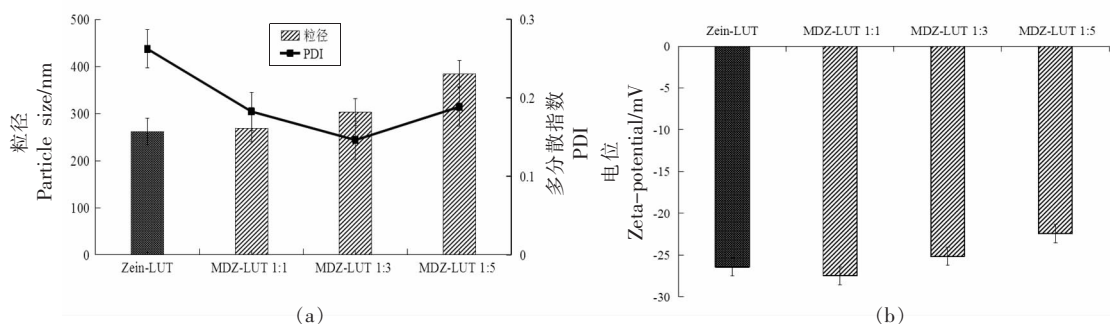 500
400
300
200
100
0
粒径
Particle size/nm
粒径
PDI
0.3
0.2
0.1
0
多分散指数
PDI
Zein-LUT
MDZ-LUT 1:1
MDZ-LUT 1:3
MDZ-LUT 1:5
(a)
Zein-LUT
MDZ-LUT 1:1
MDZ-LUT 1:3
MDZ-LUT 1:5
电位
Zeta-potential/mV
0
-5
-10
-15
-20
-25
-30
(b)